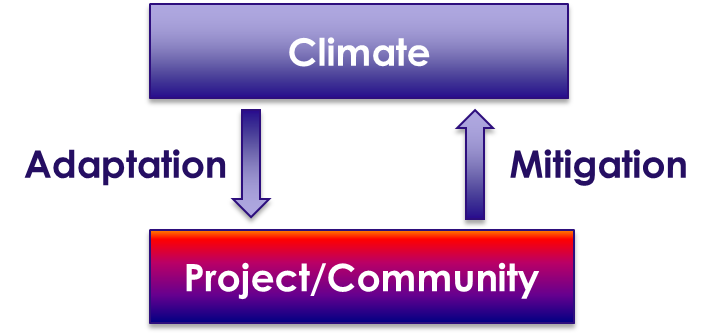 Climate
Adaptation
Mitigation
Project/Community